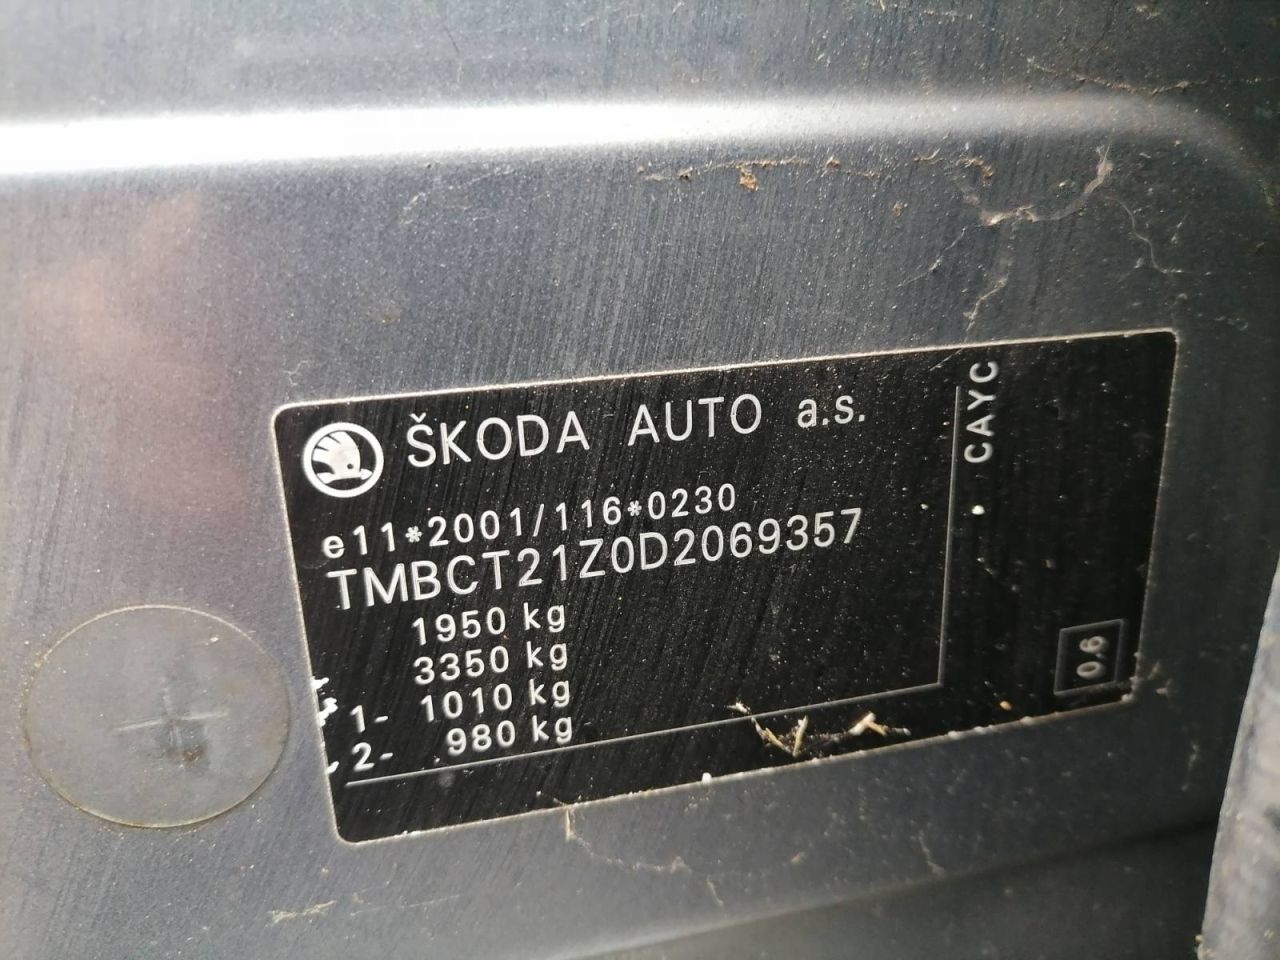 ŠKODA AUTO a.s.
e11*2001/116*0230
TMBCT21Z0D2069357
1950 kg
3350 kg
1- 1010 kg
2- 980 kg
CAYC
0.6